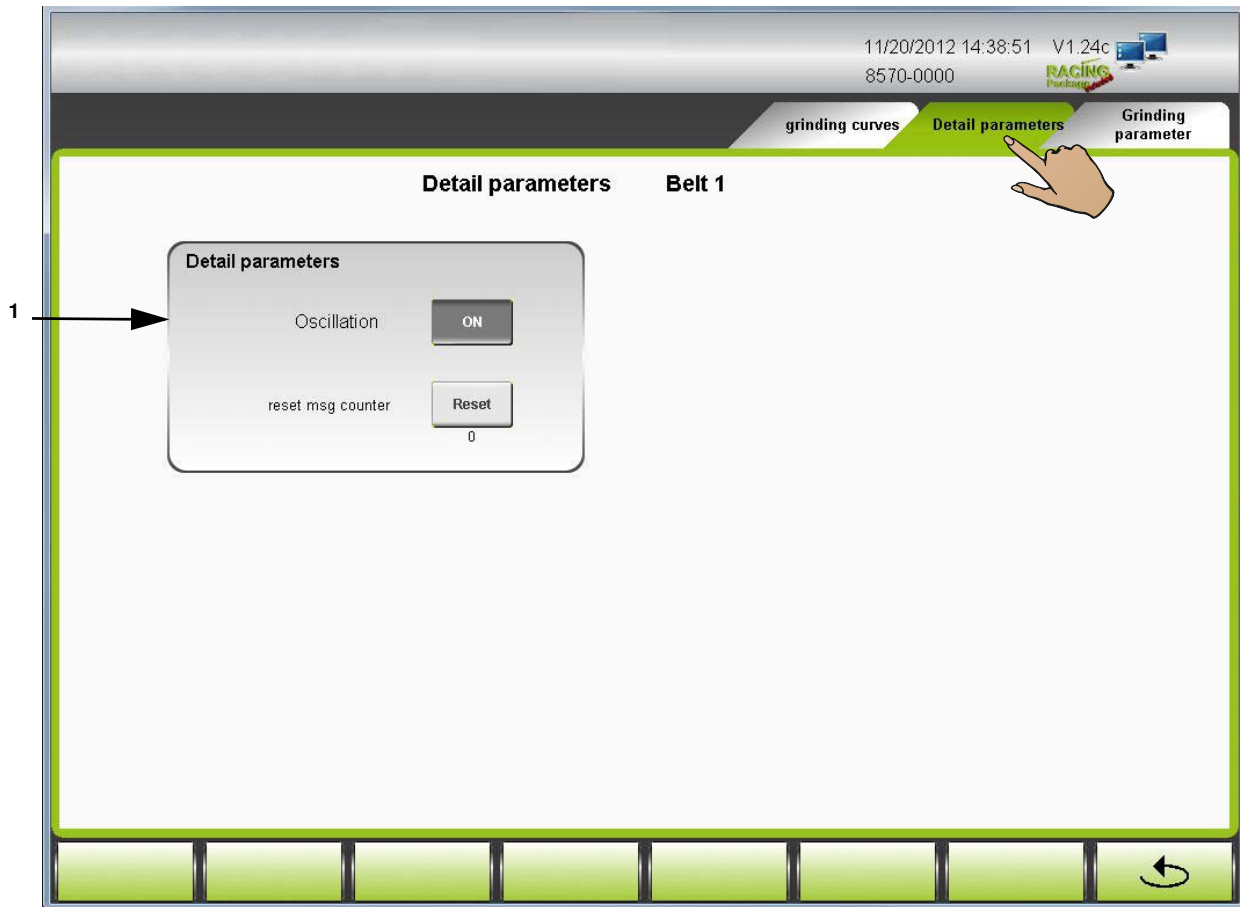 11/20/2012 14:38:51 V1.24c
8570-0000 RACING
Package
grinding curves Detail parameters Grinding parameter
Detail parameters Belt 1
Detail parameters
1
Oscillation ON
reset msg counter Reset
0